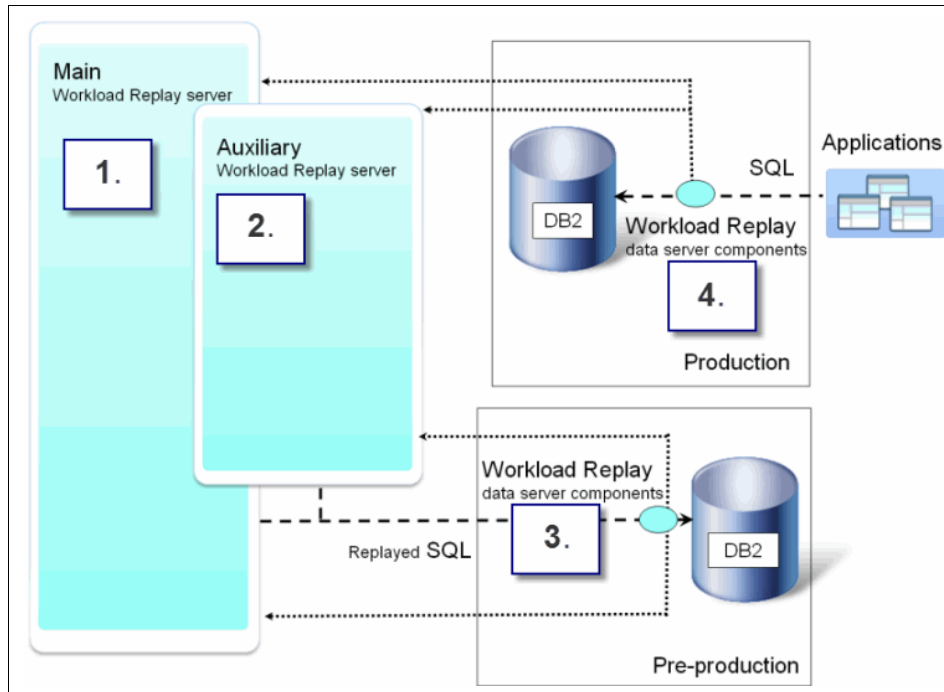 Main
Workload Replay server
1.
Auxiliary
Workload Replay server
2.
Applications
SQL
DB2
Workload Replay
data server components
4.
Production
Workload Replay
data server components
3.
Replayed SQL
DB2
Pre-production